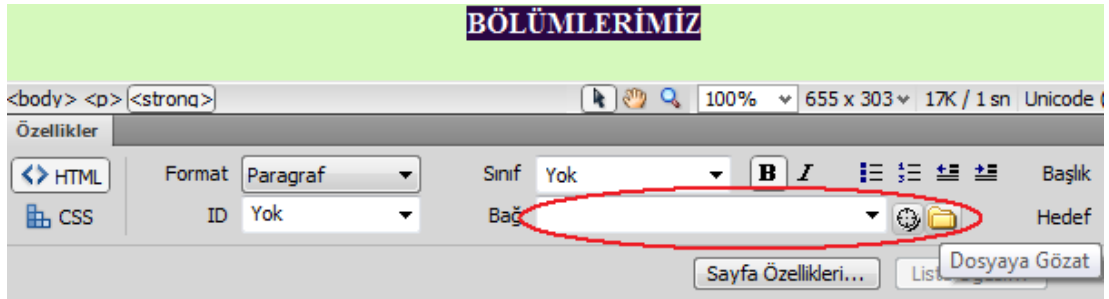 BÖLÜMLERİMİZ
<body> <p> <strong> 100% 655 x 303 17K / 1 sn Unicode (
Özellikler
<> HTML Format Paragraf Sınıf Yok B I Başlık
CSS ID Yok Bağ Hedef
Dosyaya Gözat
Sayfa Özellikleri...